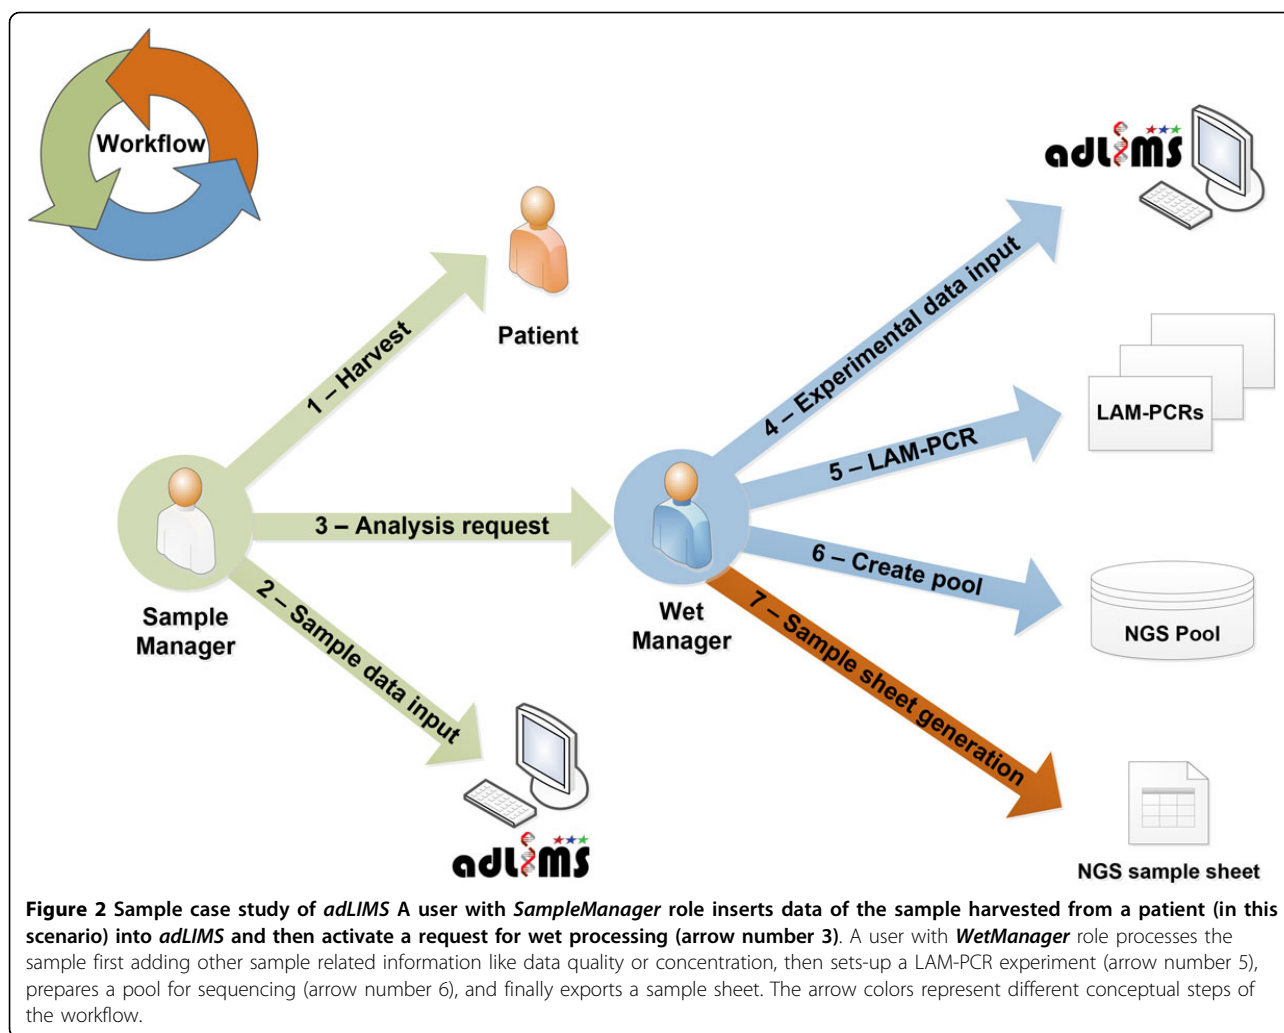 Workflow
adLIMS
Patient
1 – Harvest
4 – Experimental data input
LAM-PCRs
5 – LAM-PCR
3 – Analysis request
6 – Create pool
Sample
Manager
Wet
Manager
2 – Sample data input
7 – Sample sheet generation
NGS Pool
adLIMS
NGS sample sheet
Figure 2 Sample case study of adLIMS A user with SampleManager role inserts data of the sample harvested from a patient (in this
scenario) into adLIMS and then activate a request for wet processing (arrow number 3). A user with WetManager role processes the
sample first adding other sample related information like data quality or concentration, then sets-up a LAM-PCR experiment (arrow number 5),
prepares a pool for sequencing (arrow number 6), and finally exports a sample sheet. The arrow colors represent different conceptual steps of
the workflow.